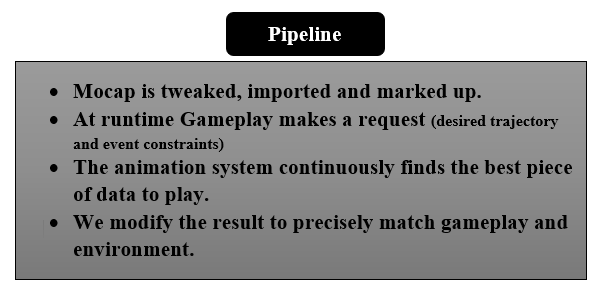 Pipeline
• Mocap is tweaked, imported and marked up.
• At runtime Gameplay makes a request (desired trajectory
and event constraints)
• The animation system continuously finds the best piece
of data to play.
• We modify the result to precisely match gameplay and
environment.